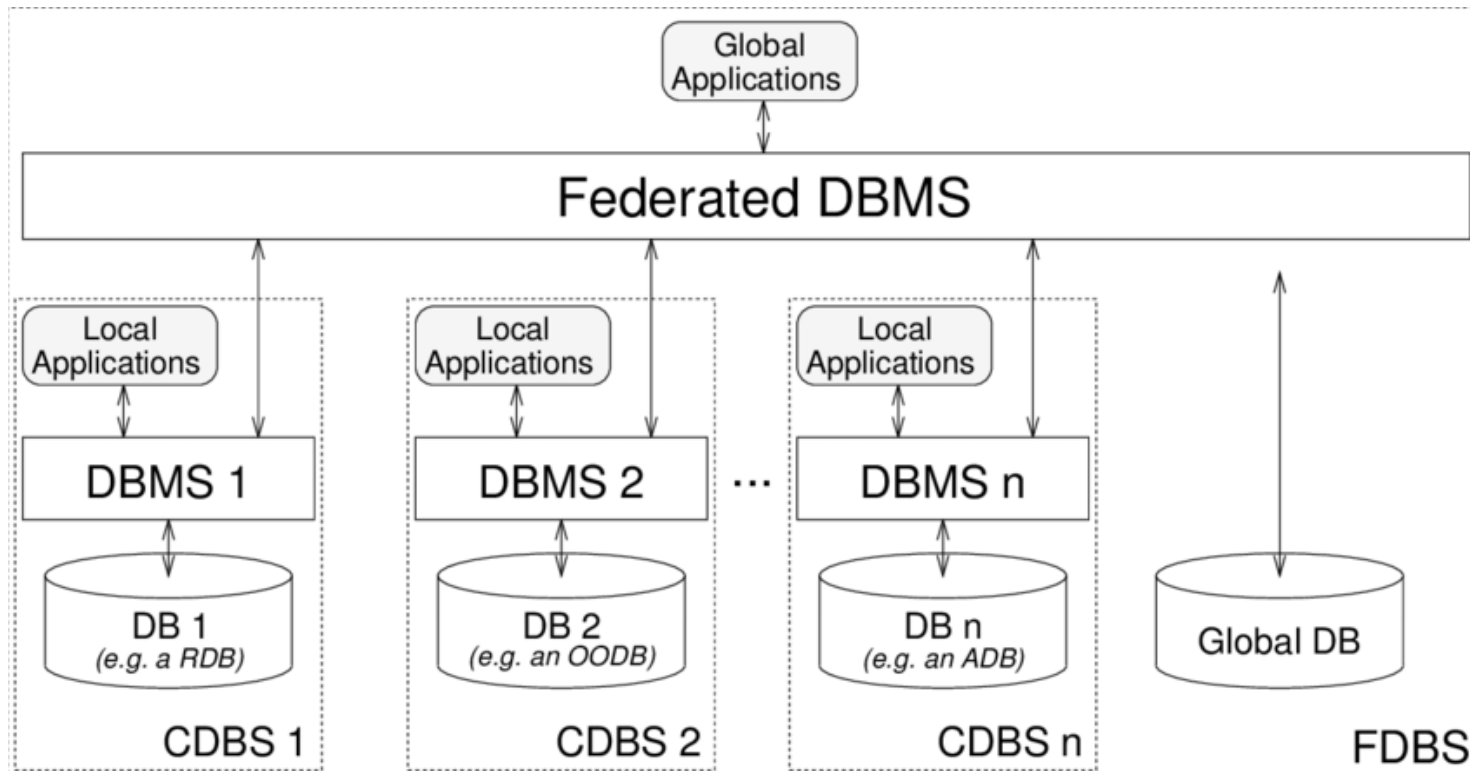 Global
Applications
Federated DBMS
Local
Applications
Local
Applications
Local
Applications
DBMS 1
DBMS 2
...
DBMS n
DB 1
(e.g. a RDB)
DB 2
(e.g. an OODB)
DB n
(e.g. an ADB)
Global DB
CDBS 1
CDBS 2
CDBS n
FDBS